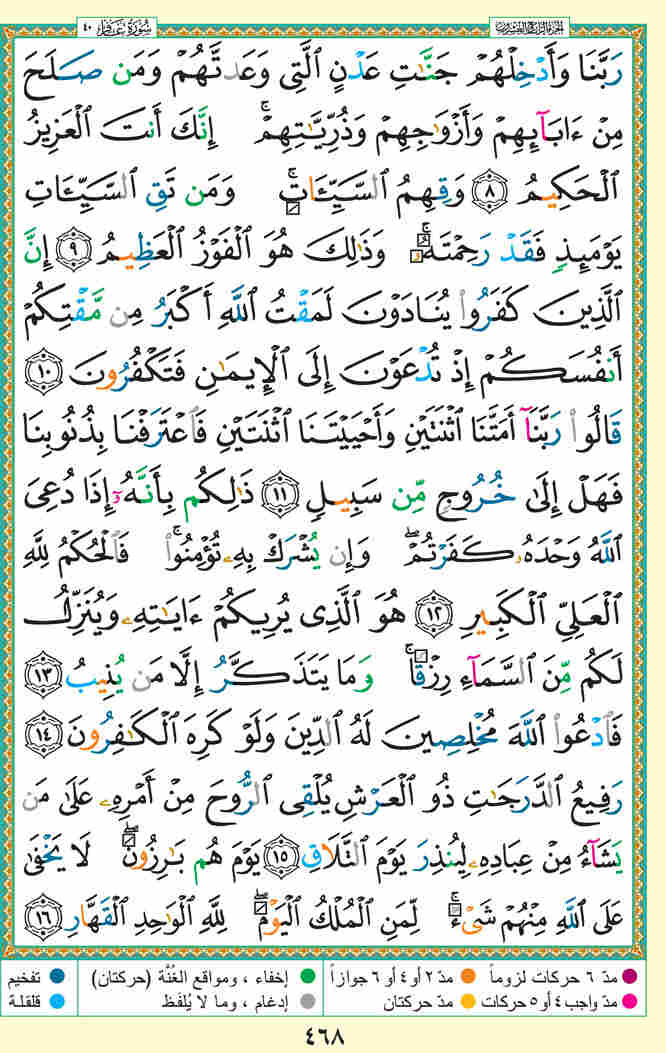 سُورَةُ غَافِرٍ ٤٠
الجزء الرابع والعشرون
رَبَّنَا وَأَدْخِلْهُمْ جَنَّـٰتِ عَدْنٍ ٱلَّتِى وَعَدتَّهُمْ وَمَن صَلَحَ
مِنْ ءَابَآئِهِمْ وَأَزْوَٰجِهِمْ وَذُرِّيَّـٰتِهِمْ ۚ إِنَّكَ أَنتَ ٱلْعَزِيزُ
ٱلْحَكِيمُ ٨ وَقِهِمُ ٱلسَّيِّـَٔاتِ ۚ وَمَن تَقِ ٱلسَّيِّـَٔاتِ
يَوْمَئِذٍ فَقَدْ رَحِمْتَهُۥ ۚ وَذَٰلِكَ هُوَ ٱلْفَوْزُ ٱلْعَظِيمُ ٩ إِنَّ
ٱلَّذِينَ كَفَرُوا۟ يُنَادَوْنَ لَمَقْتُ ٱللَّهِ أَكْبَرُ مِن مَّقْتِكُمْ
أَنفُسَكُمْ إِذْ تُدْعَوْنَ إِلَى ٱلْإِيمَـٰنِ فَتَكْفُرُونَ ١٠
قَالُوا۟ رَبَّنَآ أَمَتَّنَا ٱثْنَتَيْنِ وَأَحْيَيْتَنَا ٱثْنَتَيْنِ فَٱعْتَرَفْنَا بِذُنُوبِنَا
فَهَلْ إِلَىٰ خُرُوجٍ مِّن سَبِيلٍ ١١ ذَٰلِكُم بِأَنَّهُۥٓ إِذَا دُعِىَ
ٱللَّهُ وَحْدَهُۥ كَفَرْتُمْ ۖ وَإِن يُشْرَكْ بِهِۦ تُؤْمِنُوا۟ ۚ فَٱلْحُكْمُ لِلَّهِ
ٱلْعَلِىِّ ٱلْكَبِيرِ ١٢ هُوَ ٱلَّذِى يُرِيكُمْ ءَايَـٰتِهِۦ وَيُنَزِّلُ
لَكُم مِّنَ ٱلسَّمَآءِ رِزْقًا ۚ وَمَا يَتَذَكَّرُ إِلَّا مَن يُنِيبُ ١٣
فَٱدْعُوا۟ ٱللَّهَ مُخْلِصِينَ لَهُ ٱلدِّينَ وَلَوْ كَرِهَ ٱلْكَـٰفِرُونَ ١٤
رَفِيعُ ٱلدَّرَجَـٰتِ ذُو ٱلْعَرْشِ يُلْقِى ٱلرُّوحَ مِنْ أَمْرِهِۦ عَلَىٰ مَن
يَشَآءُ مِنْ عِبَادِهِۦ لِيُنذِرَ يَوْمَ ٱلتَّلَاقِ ١٥ يَوْمَ هُم بَـٰرِزُونَ ۖ لَا يَخْفَىٰ
عَلَى ٱللَّهِ مِنْهُمْ شَىْءٌ ۚ لِّمَنِ ٱلْمُلْكُ ٱلْيَوْمَ ۖ لِلَّهِ ٱلْوَٰحِدِ ٱلْقَهَّارِ ١٦
مدّ ٦ حركات لزوماً مدّ ٢ أو ٤ أو ٦ جوازاً إخفاء ، ومواقع الغُنَّة (حركتان) تفخيم
مدّ واجب ٤ أو ٥ حركات مدّ حركتان إدغام ، وما لا يُلفَظ قلقلة
٤٦٨